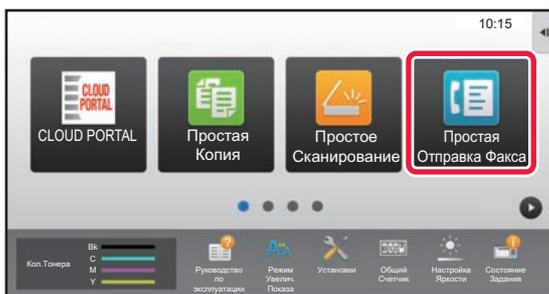 10:15
CLOUD
PORTAL
CLOUD PORTAL
Простая
Копия
Простое
Сканирование
Простая
Отправка Факса
Кол.Тонера
Bk
C
M
Y
Руководство
по
эксплуатации
Режим
Увелич.
Показа
Установки
Общий
Счетчик
Настройка
Яркости
Состояние
Задания